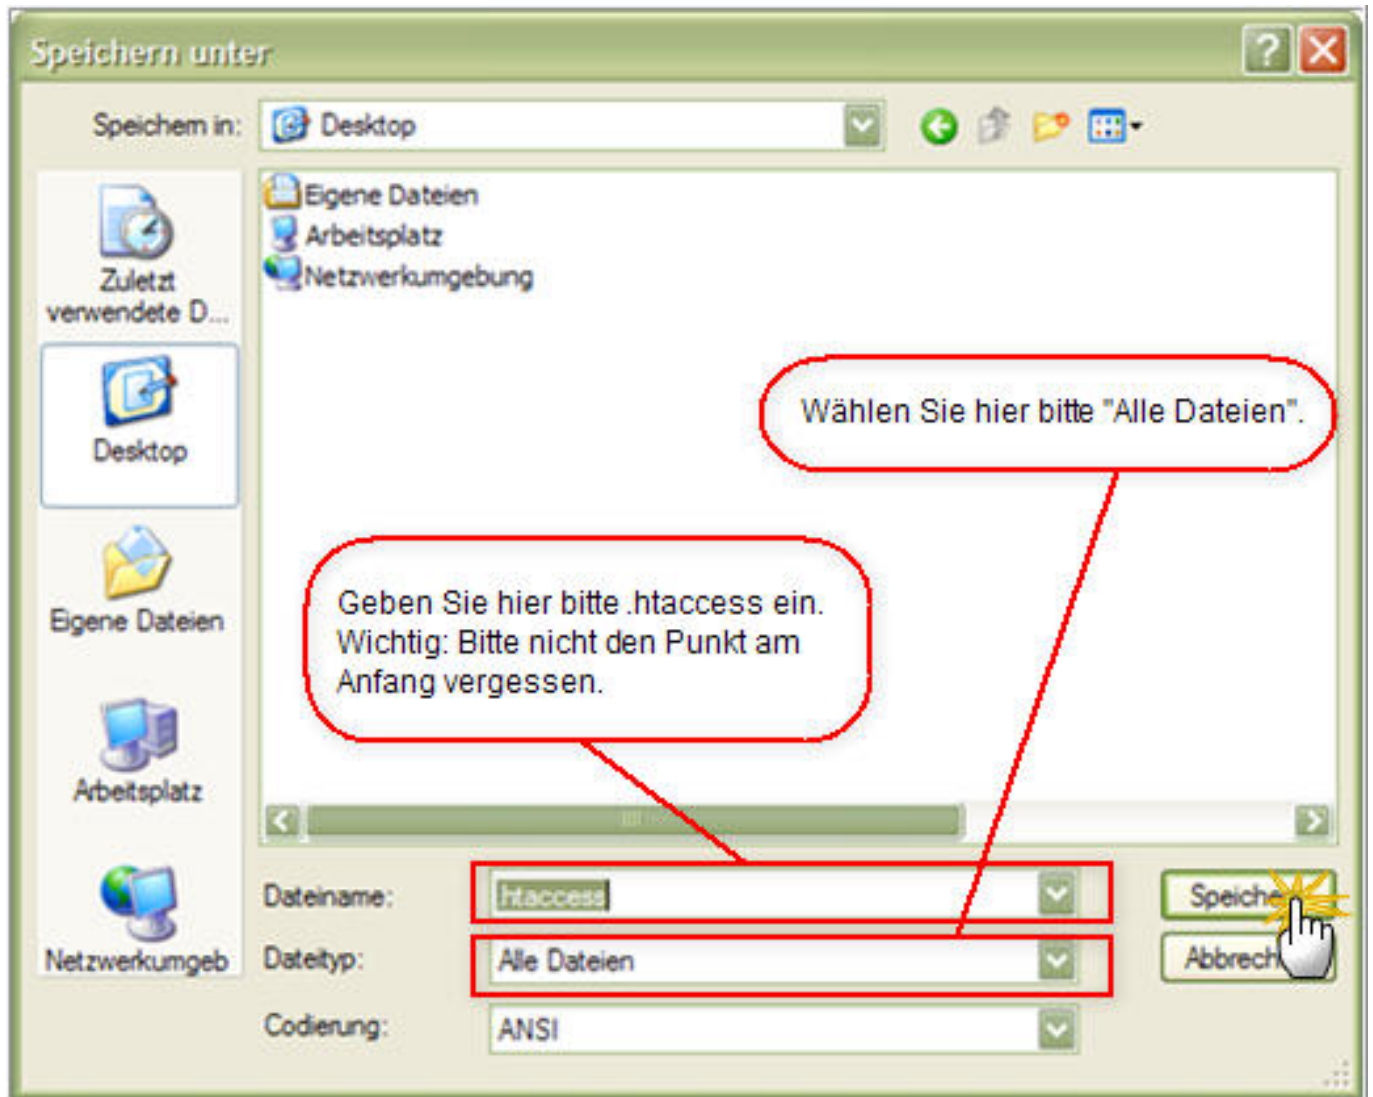 Speichern unter
Speichern in:
Desktop
Eigene Dateien
Arbeitsplatz
Netzwerkumgebung
Zuletzt
verwendete D...
Desktop
Eigene Dateien
Arbeitsplatz
Netzwerkumgeb
Wählen Sie hier bitte "Alle Dateien".
Geben Sie hier bitte .htaccess ein.
Wichtig: Bitte nicht den Punkt am
Anfang vergessen.
Dateiname:
.htaccess
Speiche
Dateityp:
Alle Dateien
Abbrech
Codierung:
ANSI